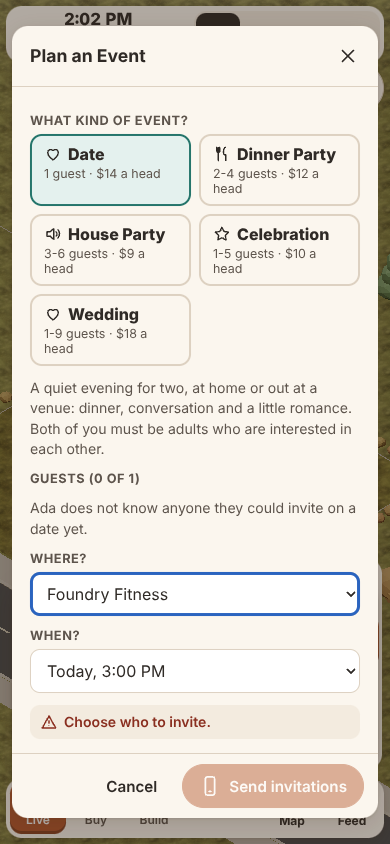 2:02 PM
Plan an Event
WHAT KIND OF EVENT?
Date
1 guest · $14 a head
Dinner Party
2-4 guests · $12 a
head
House Party
3-6 guests · $9 a
head
Celebration
1-5 guests · $10 a
head
Wedding
1-9 guests · $18 a
head
A quiet evening for two, at home or out at a
venue: dinner, conversation and a little romance.
Both of you must be adults who are interested in
each other.
GUESTS (0 OF 1)
Ada does not know anyone they could invite on a
date yet.
WHERE?
Foundry Fitness
WHEN?
Today, 3:00 PM
Choose who to invite.
Cancel
Send invitations
Live
Buy
Build
Map
Feed